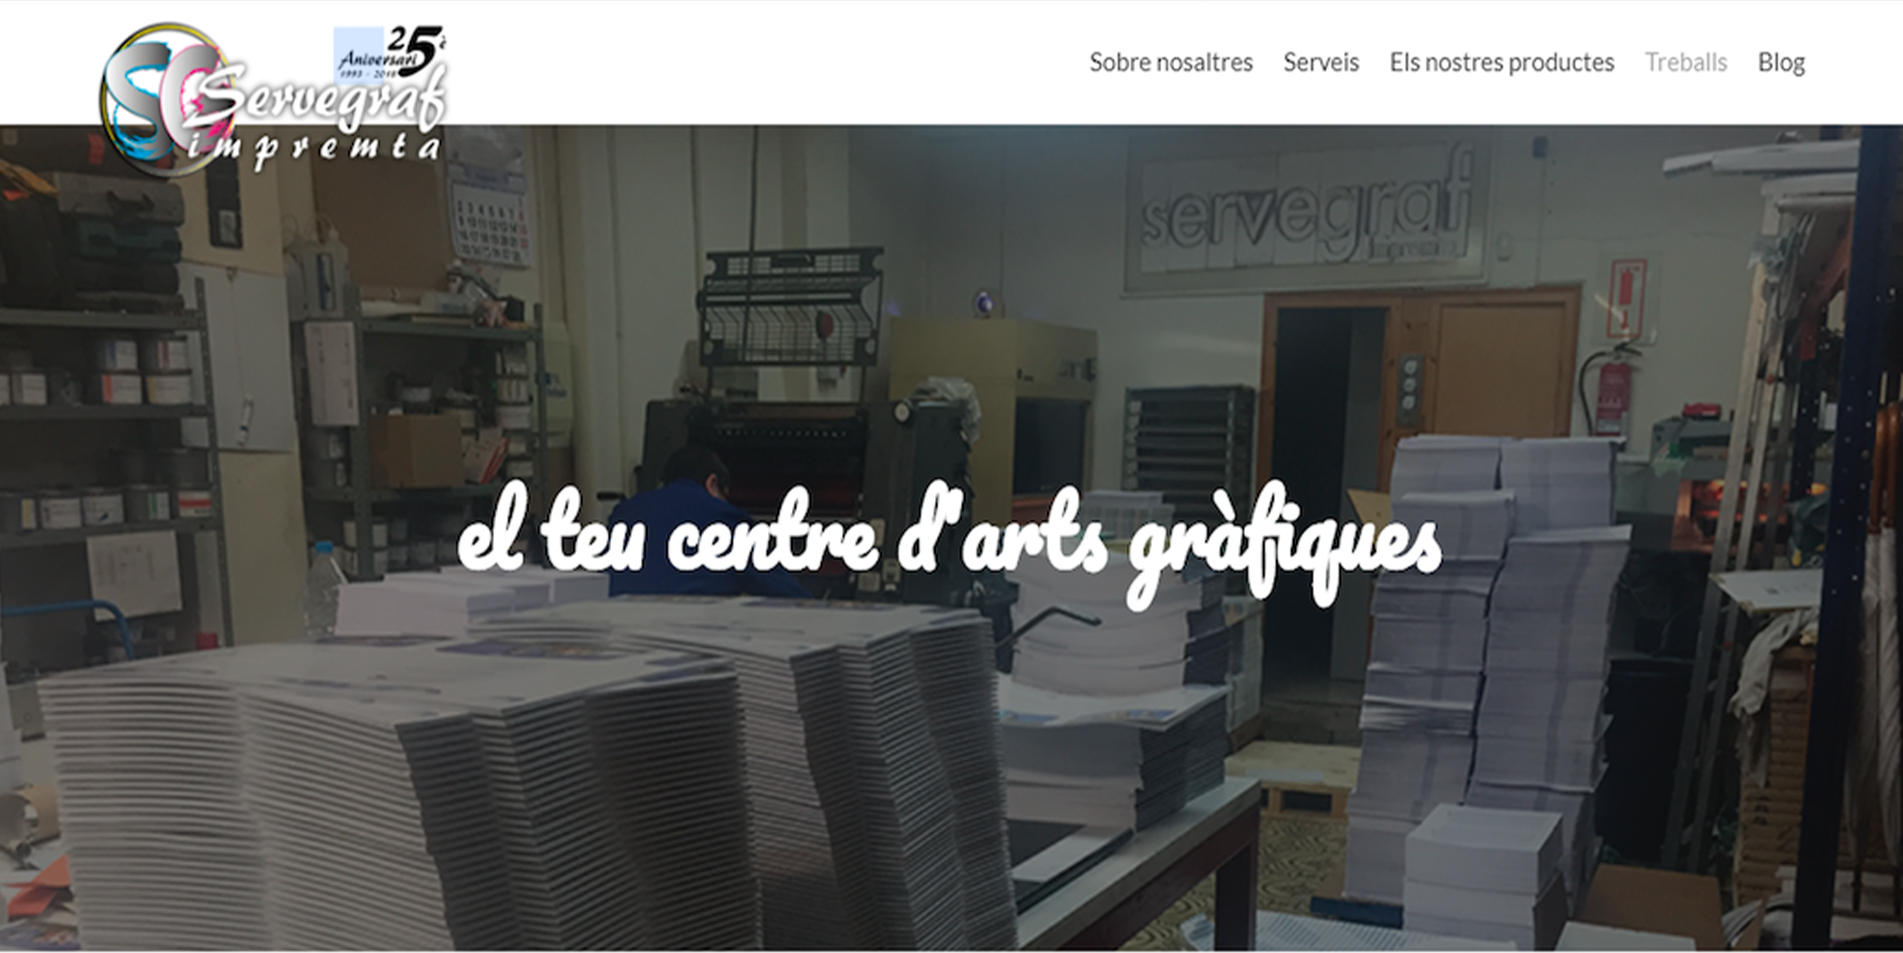 25è
Aniversari
1993 - 2018
SG
Servegraf
impremta
Sobre nosaltres Serveis Els nostres productes Treballs Blog
servegraf
impremta
el teu centre d'arts gràfiques